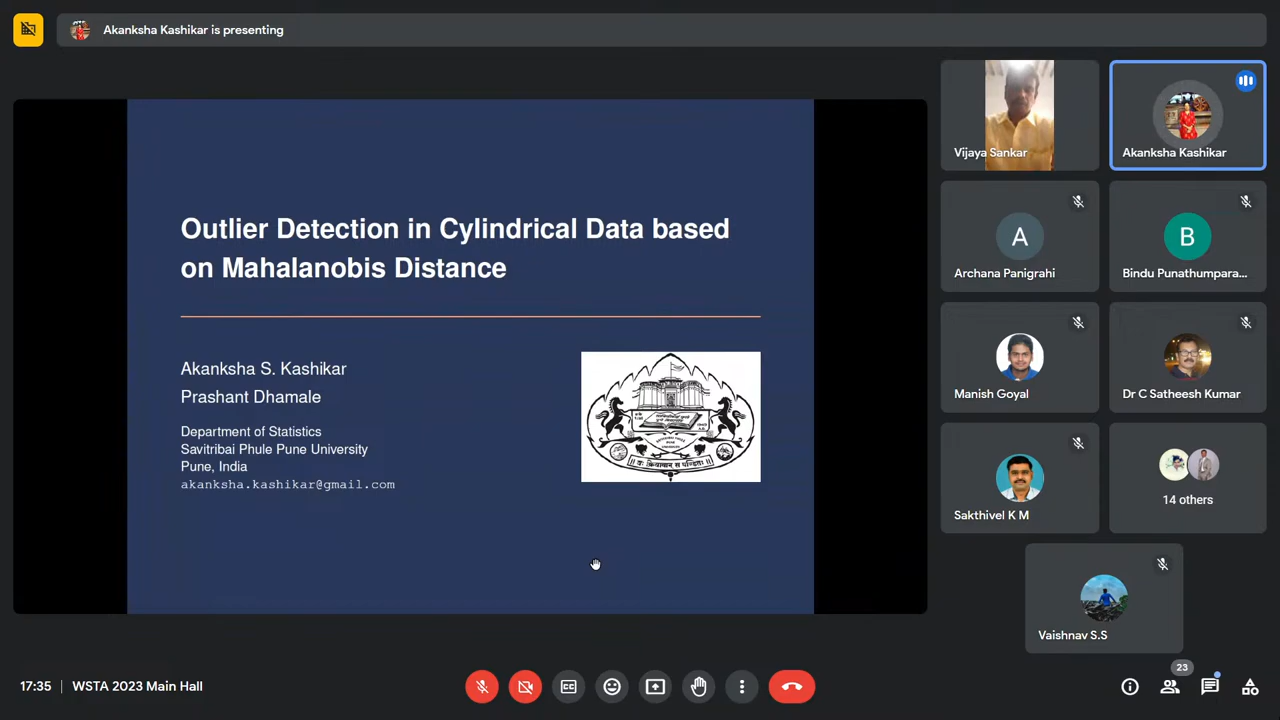 Akanksha Kashikar is presenting
Outlier Detection in Cylindrical Data based
on Mahalanobis Distance
Akanksha S. Kashikar
Prashant Dhamale
Department of Statistics
Savitribai Phule Pune University
Pune, India
akanksha.kashikar@gmail.com
Vijaya Sankar
Akanksha Kashikar
A
Archana Panigrahi
B
Bindu Punathumpara...
Manish Goyal
Dr C Satheesh Kumar
Sakthivel K M
14 others
Vaishnav S.S
17:35 | WSTA 2023 Main Hall
23